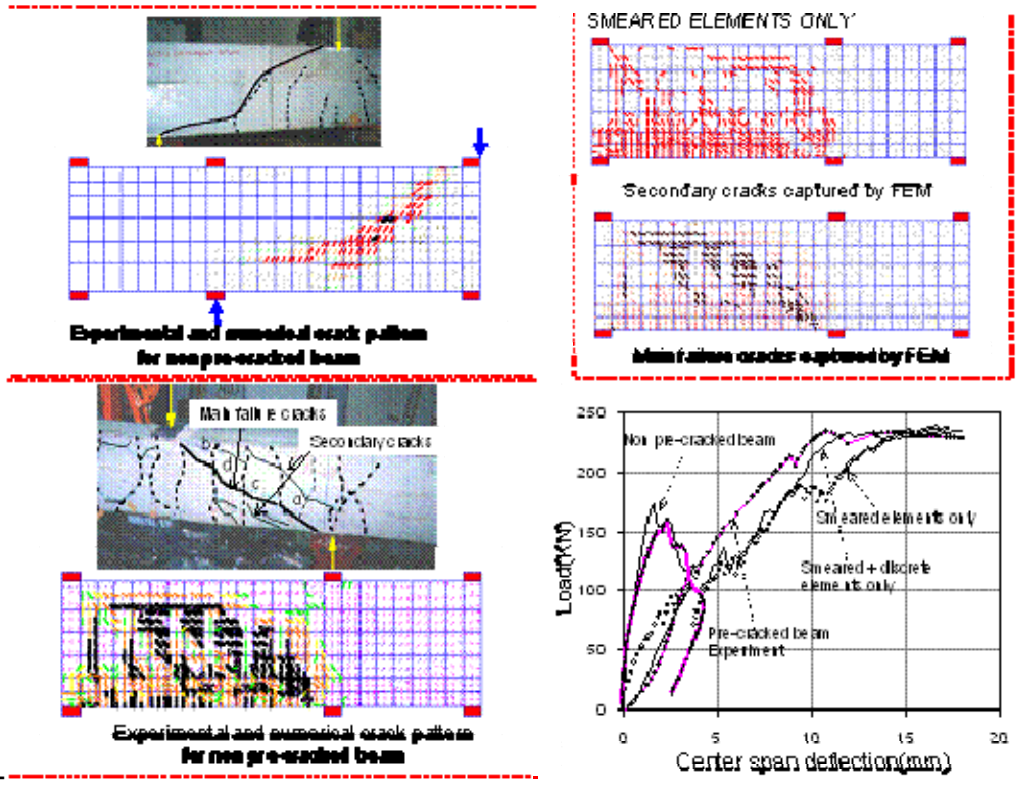 Experimental and numerical crack pattern
for non pre-cracked beam
Main failure cracks
Secondary cracks
b
d
c
a
Experimental and numerical crack pattern
for non pre-cracked beam
SMEARED ELEMENTS ONLY'
Secondary cracks captured by FEM
Main failure cracks captured by FEM
250
200
150
100
50
0
Load(KN)
Non pre-cracked beam
Smeared elements only
Smeared + discrete
elements only
Pre-cracked beam
Experiment
0 5 10 15 20
Center span deflection(mm)